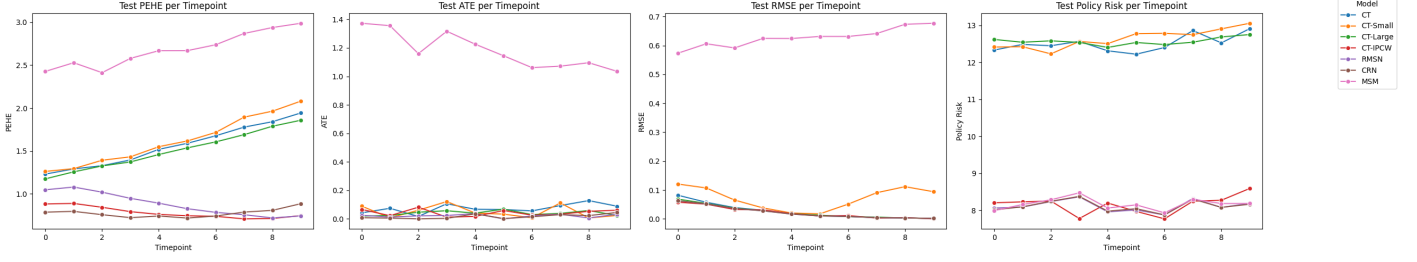 Test PEHE per Timepoint
3.0
2.5
2.0
1.5
1.0
PEHE
0 2 4 6 8
Timepoint
Test ATE per Timepoint
1.4
1.2
1.0
0.8
0.6
0.4
0.2
0.0
ATE
0 2 4 6 8
Timepoint
Test RMSE per Timepoint
0.7
0.6
0.5
0.4
0.3
0.2
0.1
0.0
RMSE
0 2 4 6 8
Timepoint
Test Policy Risk per Timepoint
13
12
11
10
9
8
Policy Risk
0 2 4 6 8
Timepoint
Model
CT
CT-Small
CT-Large
CT-IPCW
RMSN
CRN
MSM